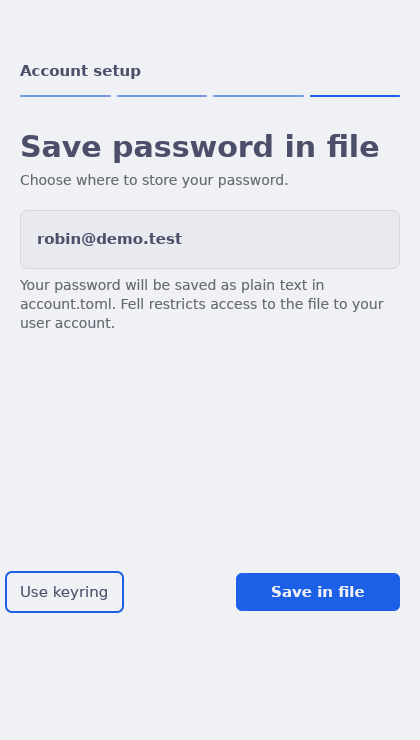 Account setup
Save password in file
Choose where to store your password.
robin@demo.test
Your password will be saved as plain text in
account.toml. Fell restricts access to the file to your
user account.
Use keyring
Save in file